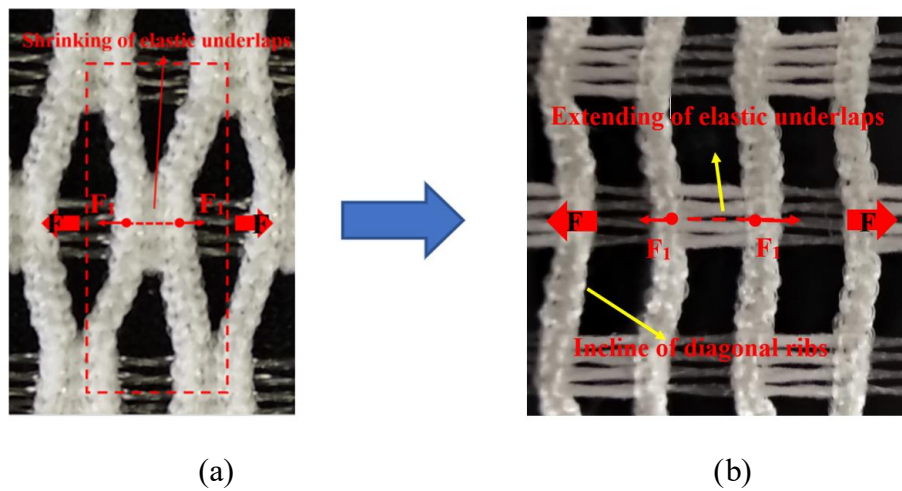 Shrinking of elastic underlaps
F₁ F₁
F F
(a)
Extending of elastic underlaps
F F
F₁ F₁
Incline of diagonal ribs
(b)